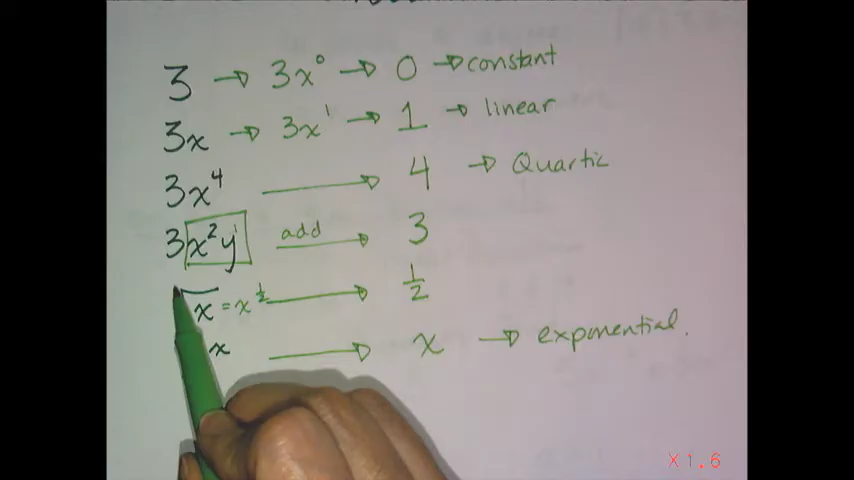 3 → 3x⁰ → 0 → constant
3x → 3x¹ → 1 → linear
3x⁴ → 4 → Quartic
3x²y¹ add → 3
√x = x^½ → ½
x → x → exponential.
X1.6